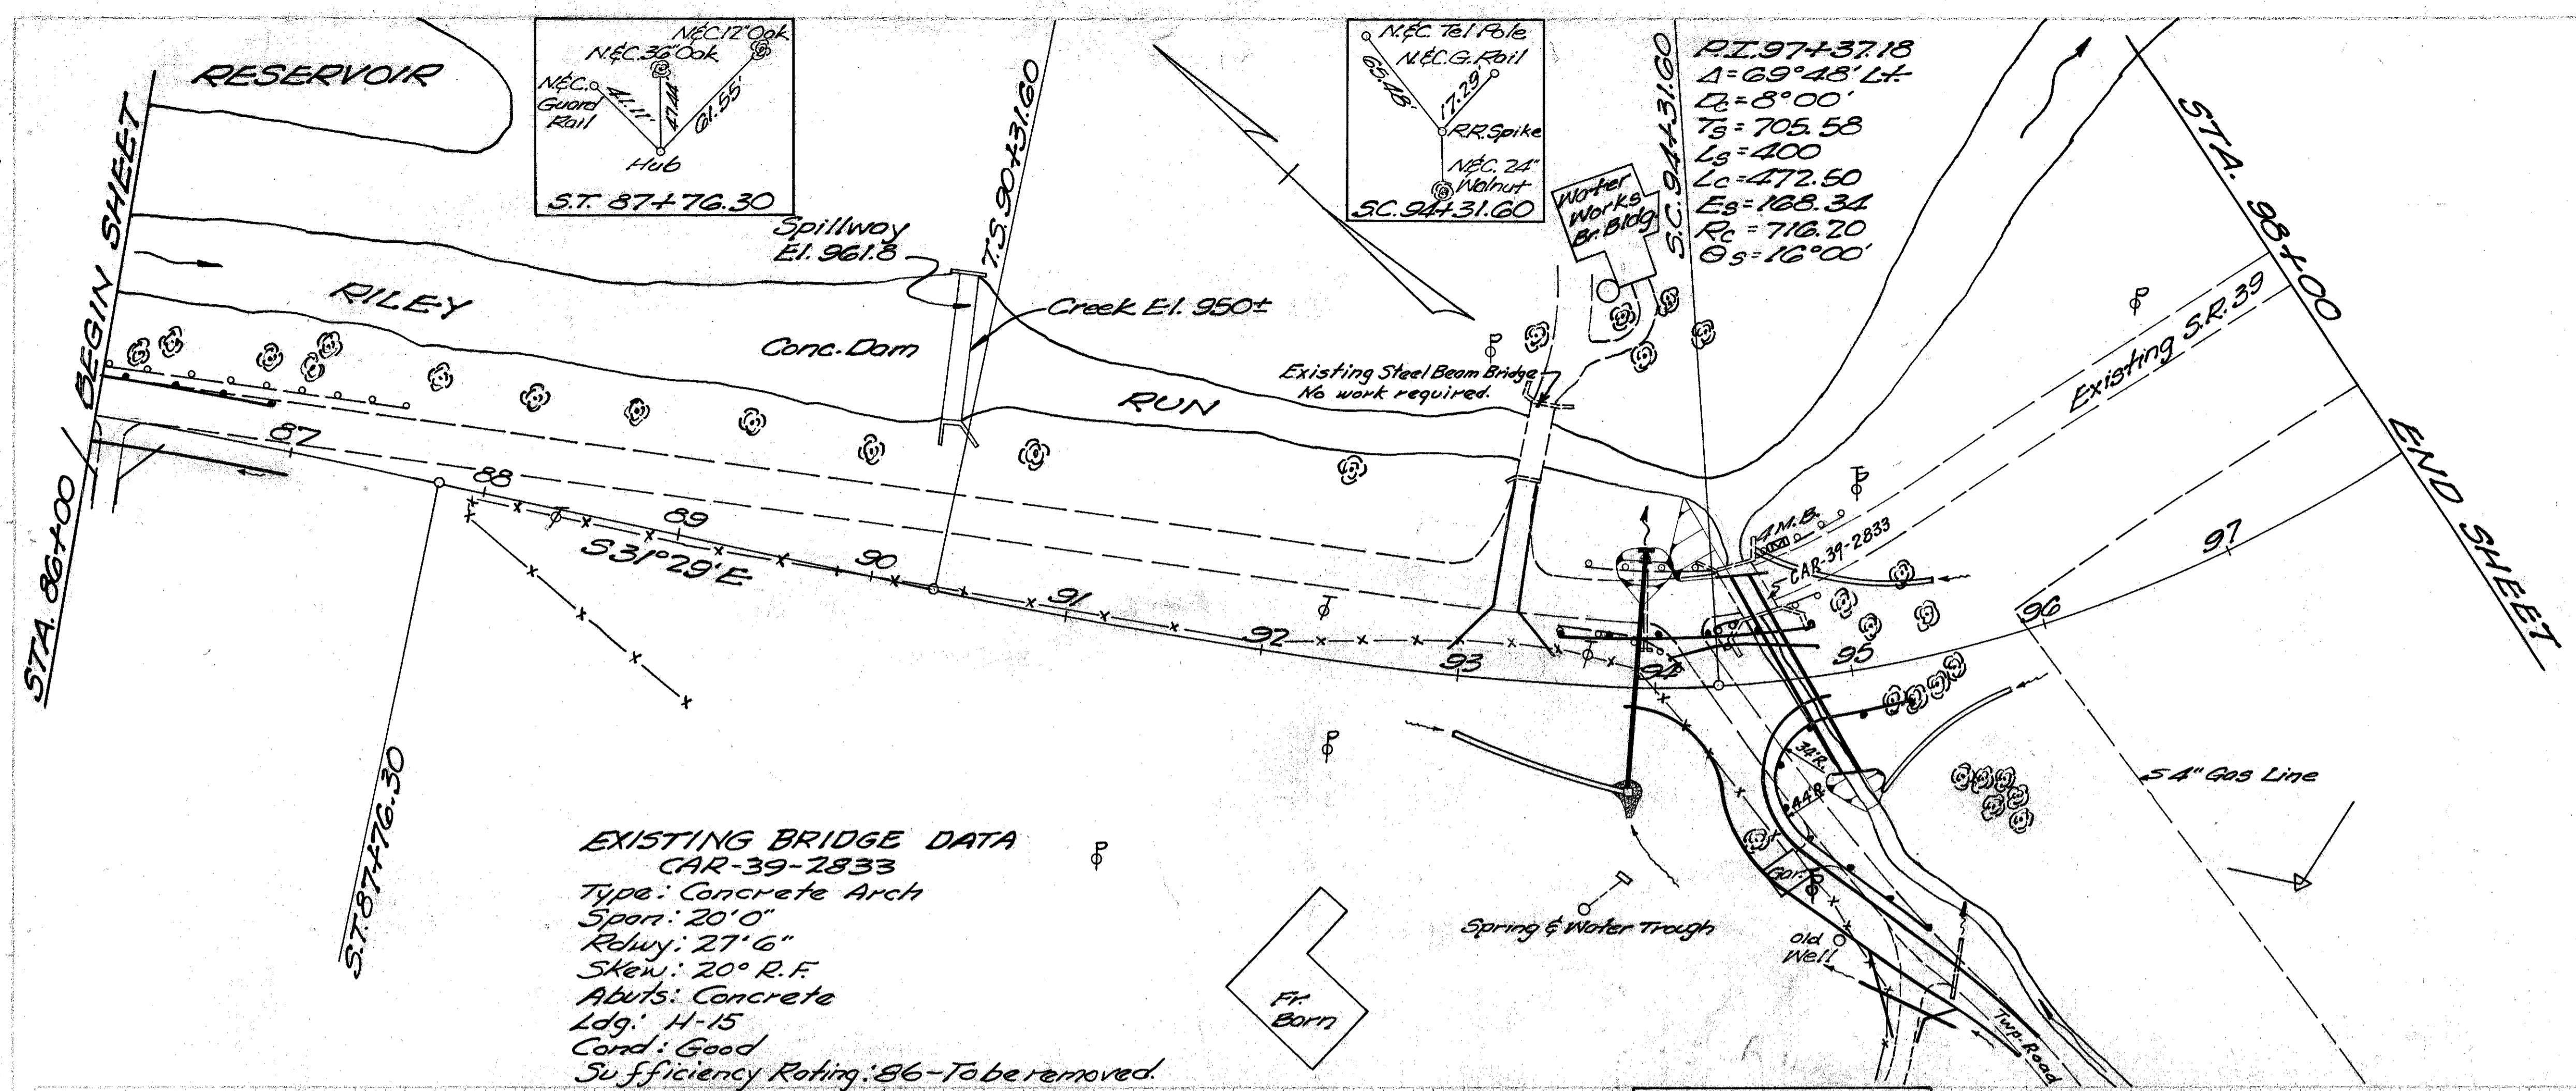 RESERVOIR
STA. 86+00 BEGIN SHEET
N.&C. 12" Oak
N.&C. 36" Oak
N.&C.
Guard
Rail
41.11'
47.44'
61.55'
Hub
S.T. 87+76.30
Spillway
El. 961.8
T.S. 90+31.60
Creek El. 950±
Conc. Dam
RILEY
RUN
N.&C. Tel Pole
N.&C. G. Rail
65.48'
17.29'
R.R. Spike
N.&C. 24"
Walnut
S.C. 94+31.60
Water
Works
Br. Bldg.
S.C. 94+31.60
P.I. 97+37.18
Δ=69°48' Lt.
Dc=8°00'
Ts=705.58
Ls=400
Lc=472.50
Es=168.34
Rc=716.20
Θs=16°00'
STA. 98+00
END SHEET
Existing S.R. 39
Existing Steel Beam Bridge
No work required.
4 M.B.
CAR-39-2833
87
88
89
90
91
92
93
94
95
96
97
S 31°29' E
S.T. 87+76.30
34' R.
44' R.
4" Gas Line
Gar.
Spring & Water Trough
Old
Well
Twp. Road
Fr.
Barn
EXISTING BRIDGE DATA
CAR-39-2833
Type: Concrete Arch
Span: 20'0"
Rdwy: 27'6"
Skew: 20° R.F.
Abuts: Concrete
Ldg: H-15
Cond: Good
Sufficiency Rating: 86-To be removed.